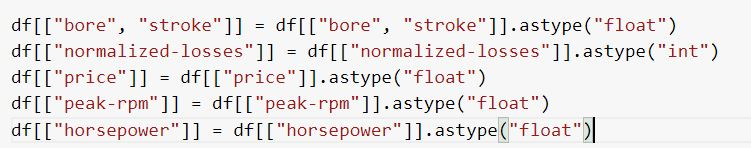 df[["bore", "stroke"]] = df[["bore", "stroke"]].astype("float")
df[["normalized-losses"]] = df[["normalized-losses"]].astype("int")
df[["price"]] = df[["price"]].astype("float")
df[["peak-rpm"]] = df[["peak-rpm"]].astype("float")
df[["horsepower"]] = df[["horsepower"]].astype("float")